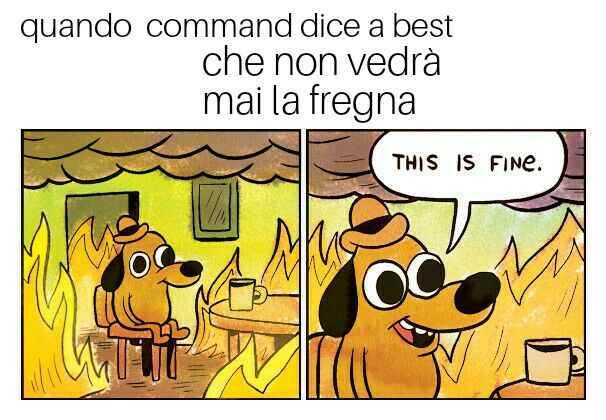 quando command dice a best
che non vedrà
mai la fregna
THIS IS FINE.